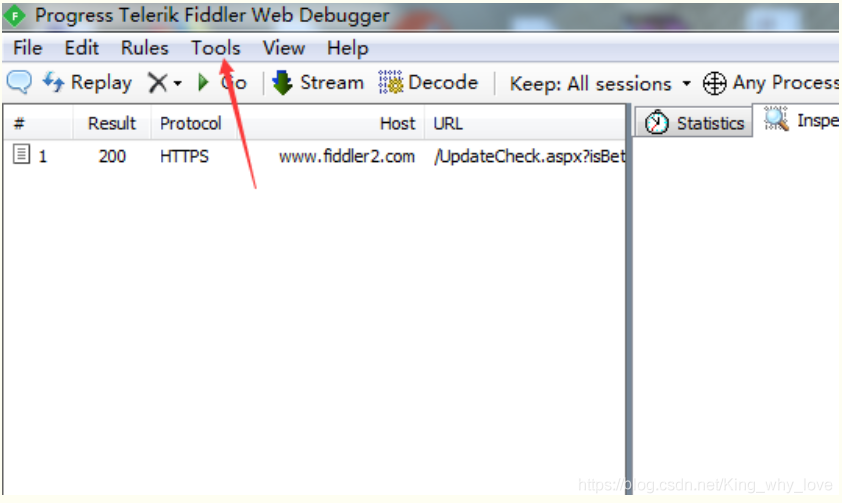 Progress Telerik Fiddler Web Debugger
File Edit Rules Tools View Help
Replay Go Stream Decode Keep: All sessions Any Process
# Result Protocol Host URL Statistics Inspe
1 200 HTTPS www.fiddler2.com /UpdateCheck.aspx?isBet
https://blog.csdn.net/King_why_love